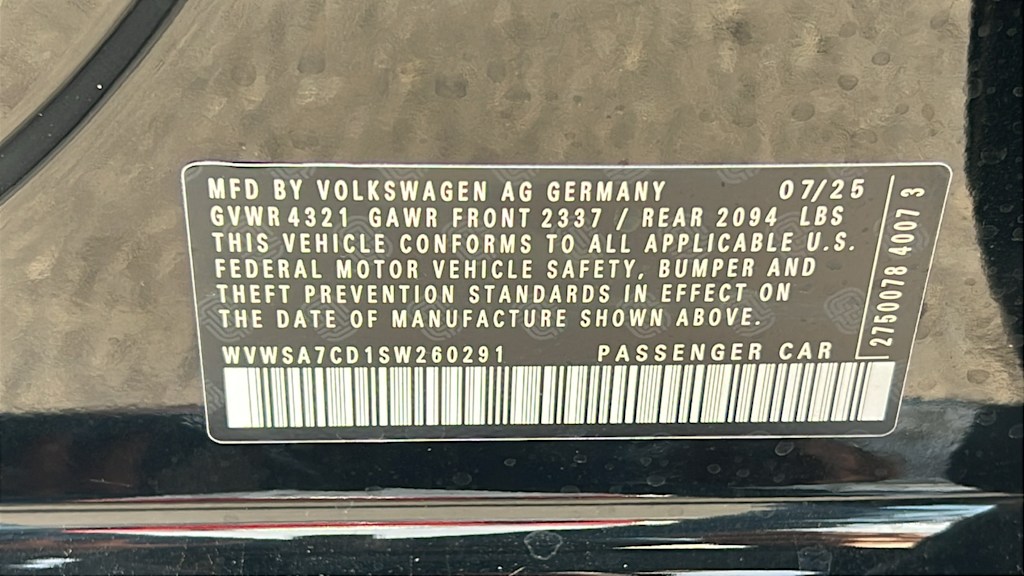 MFD BY VOLKSWAGEN AG GERMANY 07/25
GVWR 4321 GAWR FRONT 2337 / REAR 2094 LBS
THIS VEHICLE CONFORMS TO ALL APPLICABLE U.S.
FEDERAL MOTOR VEHICLE SAFETY, BUMPER AND
THEFT PREVENTION STANDARDS IN EFFECT ON
THE DATE OF MANUFACTURE SHOWN ABOVE.
WVWSA7CD1SW260291 PASSENGER CAR
2750078 4007 3